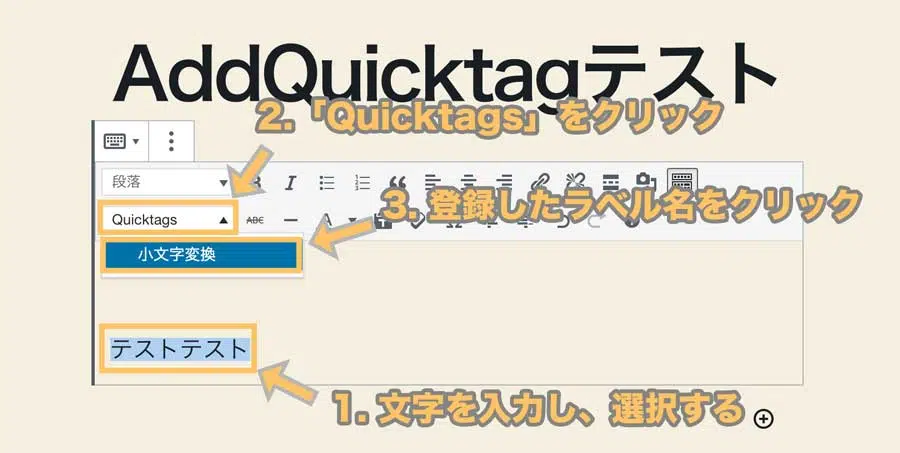 AddQuicktagテスト
2.「Quicktags」をクリック
段落
Quicktags
ABC
3. 登録したラベル名をクリック
小文字変換
テストテスト
1. 文字を入力し、選択する